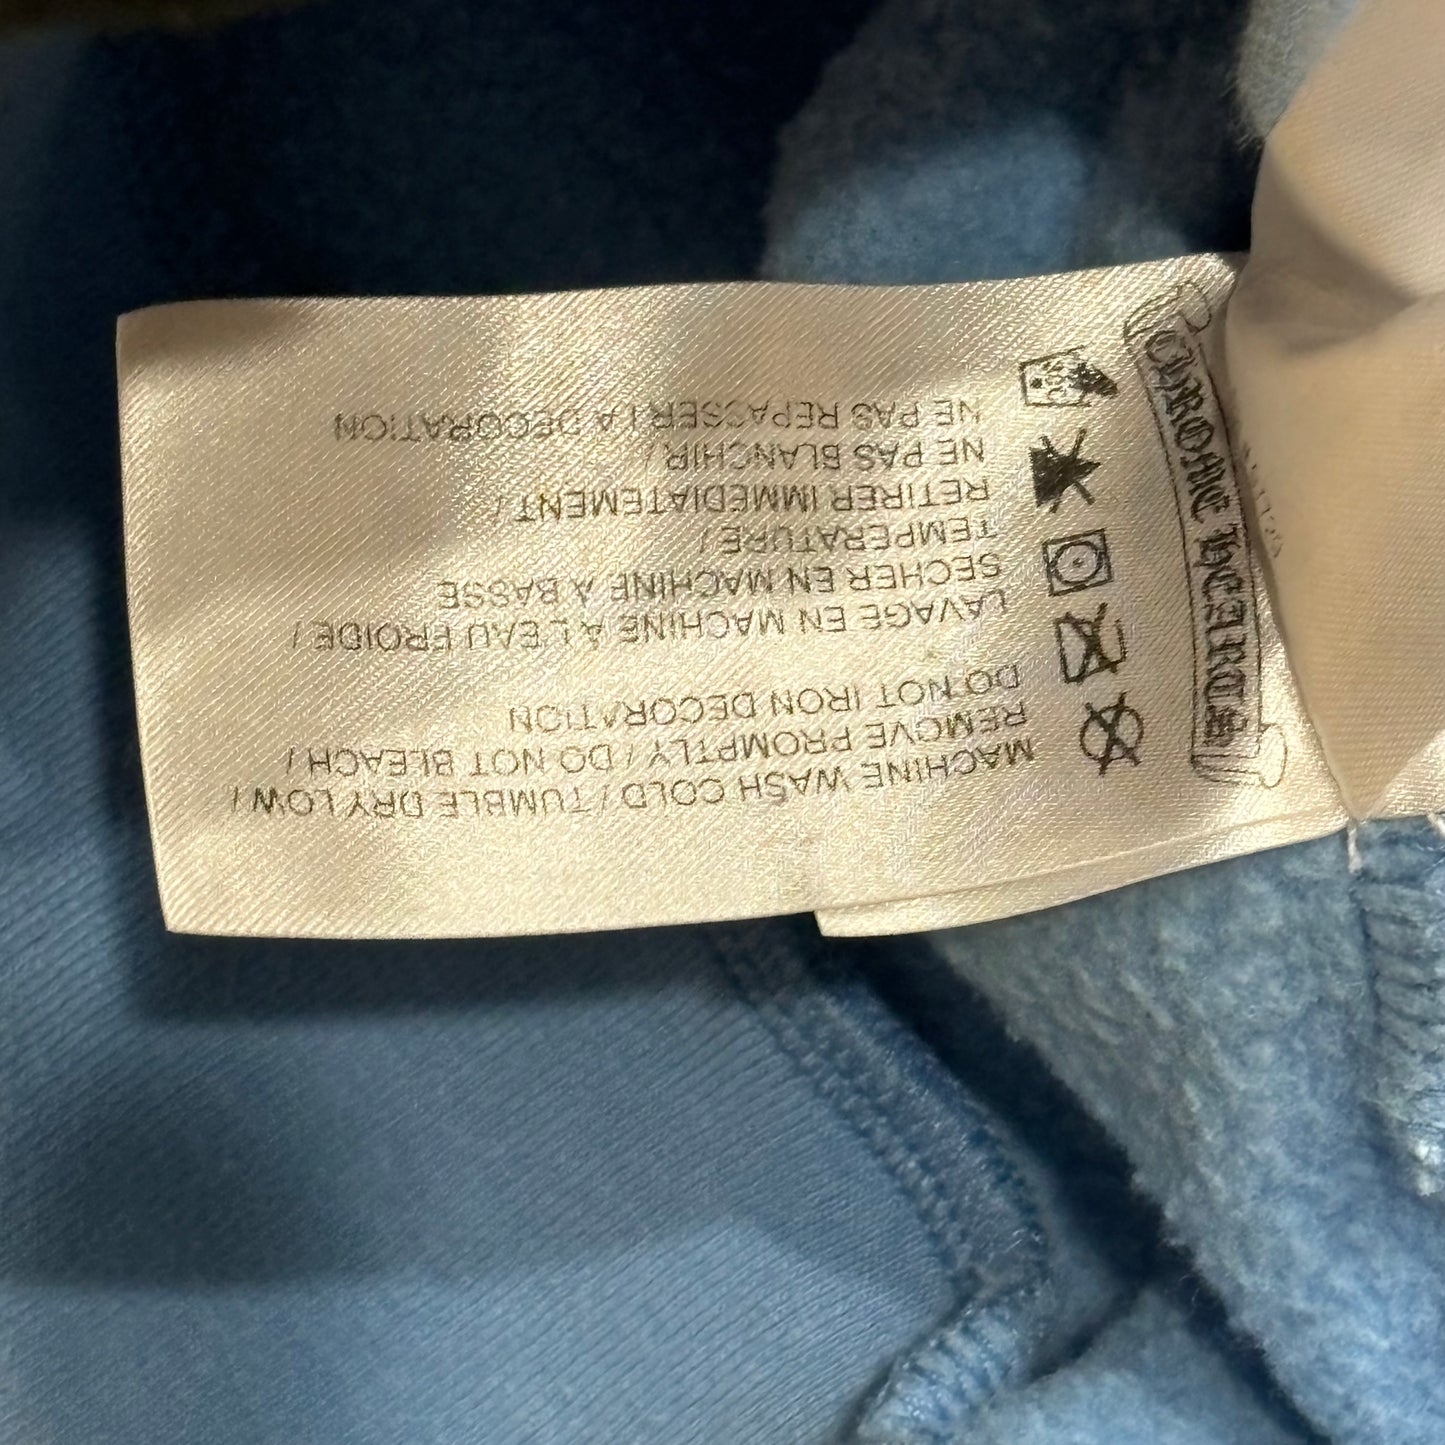 CHROME HEARTS
MACHINE WASH COLD / TUMBLE DRY LOW /
REMOVE PROMPTLY / DO NOT BLEACH /
DO NOT IRON DECORATION
LAVAGE EN MACHINE À L'EAU FROIDE /
SECHER EN MACHINE À BASSE
TEMPERATURE /
RETIRER IMMEDIATEMENT /
NE PAS BLANCHIR /
NE PAS REPASSER LA DECORATION